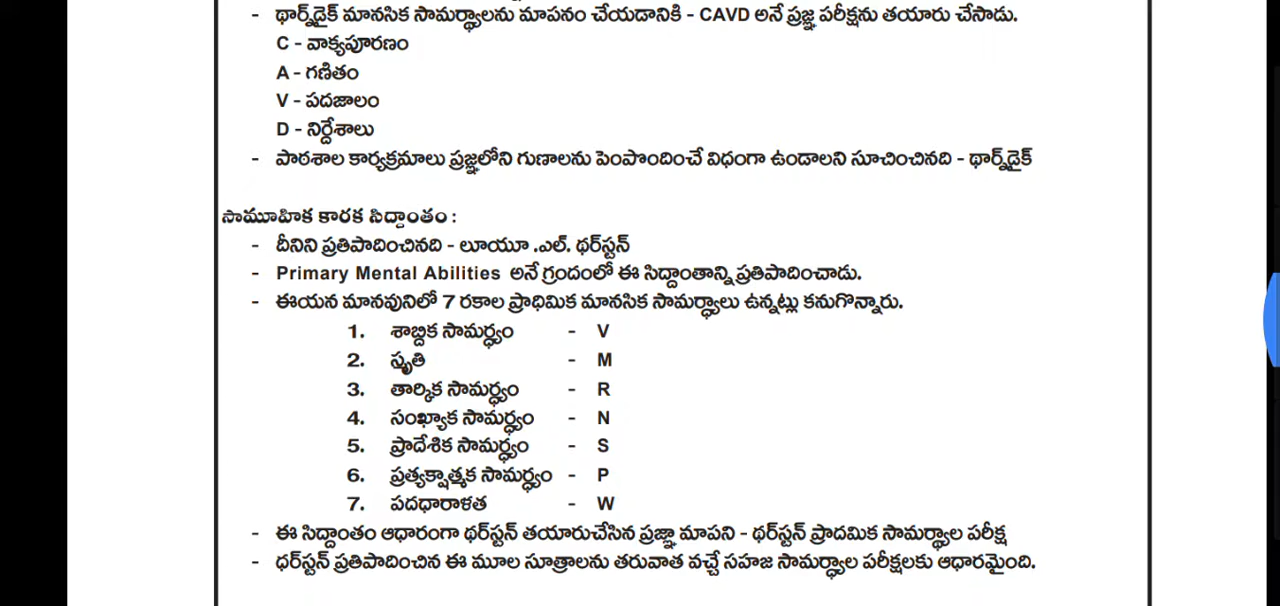 - థార్న్‌డైక్ మానసిక సామర్థ్యాలను మాపనం చేయడానికి - CAVD అనే ప్రజ్ఞ పరీక్షను తయారు చేసాడు.
C - వాక్యపూరణం
A - గణితం
V - పదజాలం
D - నిర్దేశాలు
- పాఠశాల కార్యక్రమాలు ప్రజ్ఞలోని గుణాలను పెంపొందించే విధంగా ఉండాలని సూచించినది - థార్న్‌డైక్
సామూహిక కారక సిద్ధాంతం :
- దీనిని ప్రతిపాదించినది - లూయూ .ఎల్. థర్‌స్టన్
- Primary Mental Abilities అనే గ్రందంలో ఈ సిద్దాంతాన్ని ప్రతిపాదించాడు.
- ఈయన మానవునిలో 7 రకాల ప్రాధిమిక మానసిక సామర్ధ్యాలు ఉన్నట్లు కనుగొన్నారు.
1. శాబ్దిక సామర్ధ్యం - V
2. స్మృతి - M
3. తార్కిక సామర్ధ్యం - R
4. సంఖ్యాక సామర్ధ్యం - N
5. ప్రాదేశిక సామర్ధ్యం - S
6. ప్రత్యక్షాత్మక సామర్ధ్యం - P
7. పదధారాళత - W
- ఈ సిద్దాంతం ఆధారంగా థర్‌స్టన్ తయారుచేసిన ప్రజ్ఞా మాపని - థర్‌స్టన్ ప్రాదమిక సామర్థ్యాల పరీక్ష
- ధర్‌స్టన్ ప్రతిపాదించిన ఈ మూల సూత్రాలను తరువాత వచ్చే సహజ సామర్ధ్యాల పరీక్షలకు ఆధారమైంది.